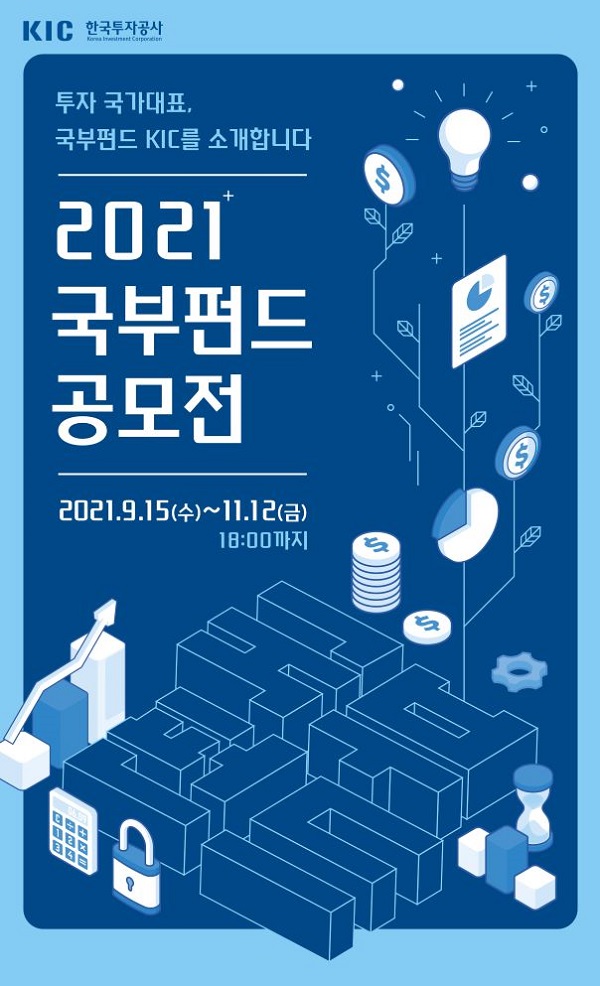 KIC 한국투자공사
Korea Investment Corporation
투자 국가대표,
국부펀드 KIC를 소개합니다
2021
국부펀드
공모전
2021.9.15(수)~11.12(금)
18:00까지